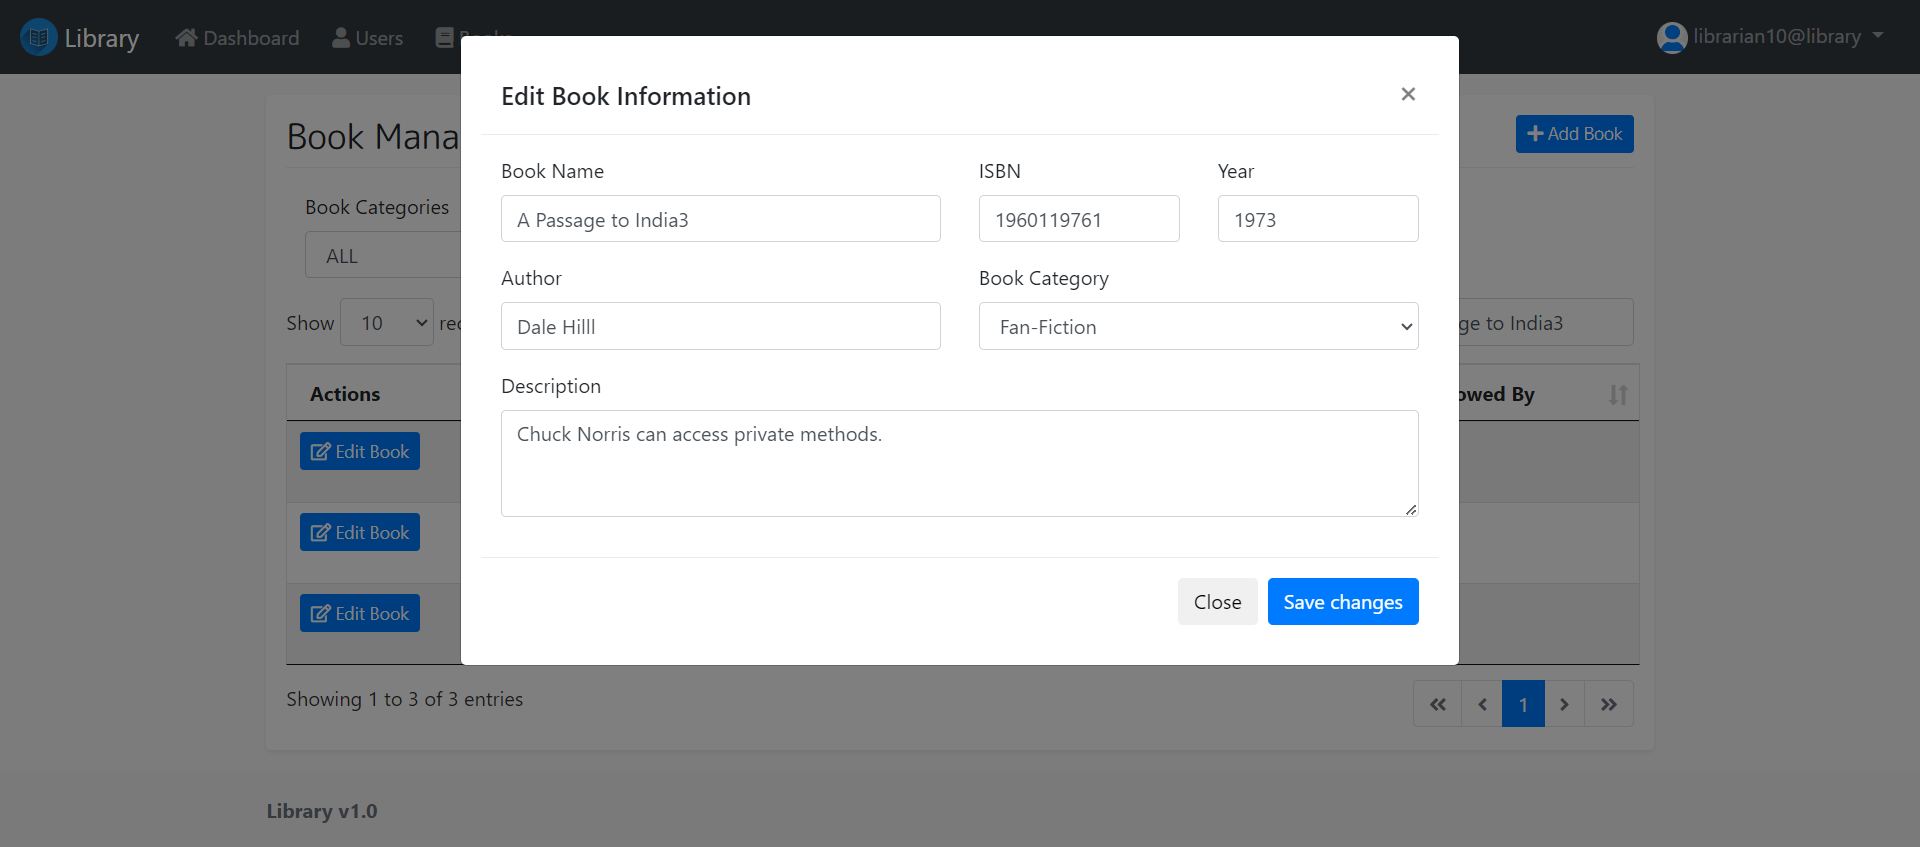 Library Dashboard Users librarian10@library
Edit Book Information ×
Book Mana Add Book
Book Name ISBN Year
A Passage to India3 1960119761 1973
Book Categories
ALL
Author Book Category
Dale Hilll Fan-Fiction
Show 10 rec ge to India3
Description
Actions owed By
Chuck Norris can access private methods.
Edit Book
Edit Book
Edit Book
Close Save changes
Showing 1 to 3 of 3 entries « ‹ 1 › »
Library v1.0